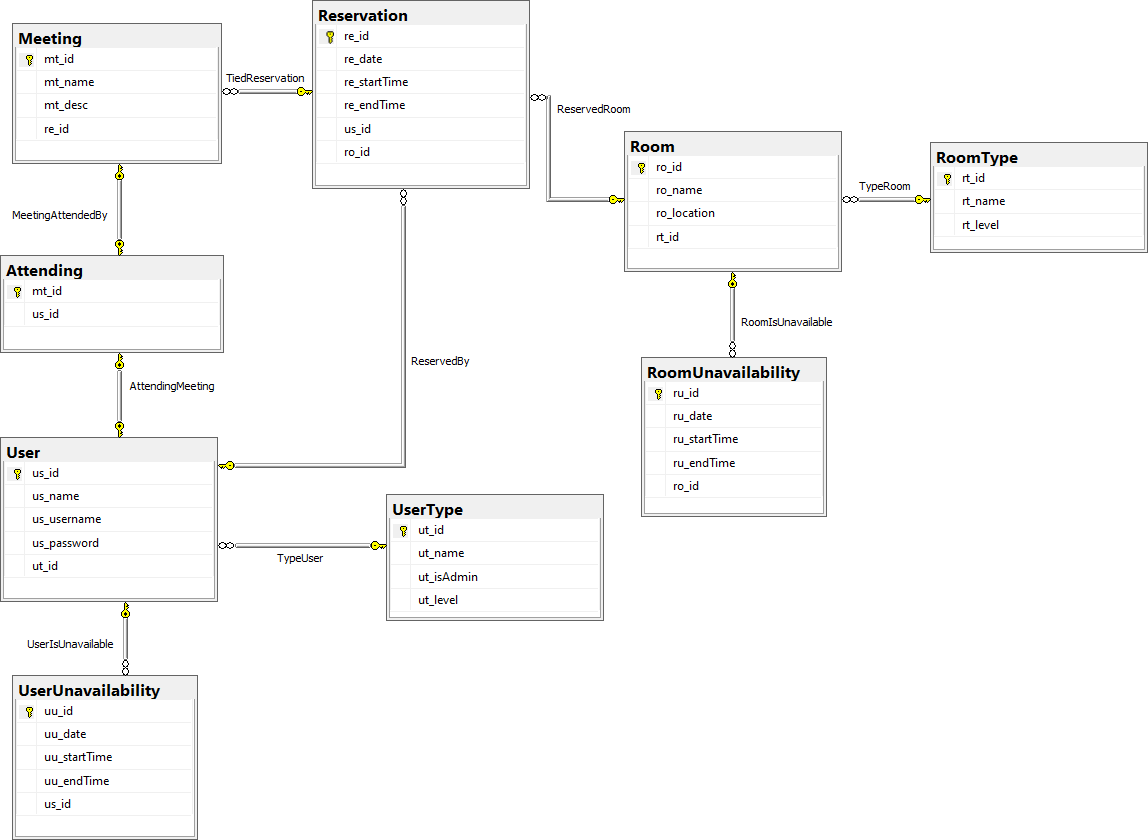 Meeting
mt_id
mt_name
mt_desc
re_id
TiedReservation
Reservation
re_id
re_date
re_startTime
re_endTime
us_id
ro_id
ReservedRoom
Room
ro_id
ro_name
ro_location
rt_id
TypeRoom
RoomType
rt_id
rt_name
rt_level
MeetingAttendedBy
Attending
mt_id
us_id
AttendingMeeting
ReservedBy
RoomIsUnavailable
RoomUnavailability
ru_id
ru_date
ru_startTime
ru_endTime
ro_id
User
us_id
us_name
us_username
us_password
ut_id
TypeUser
UserType
ut_id
ut_name
ut_isAdmin
ut_level
UserIsUnavailable
UserUnavailability
uu_id
uu_date
uu_startTime
uu_endTime
us_id